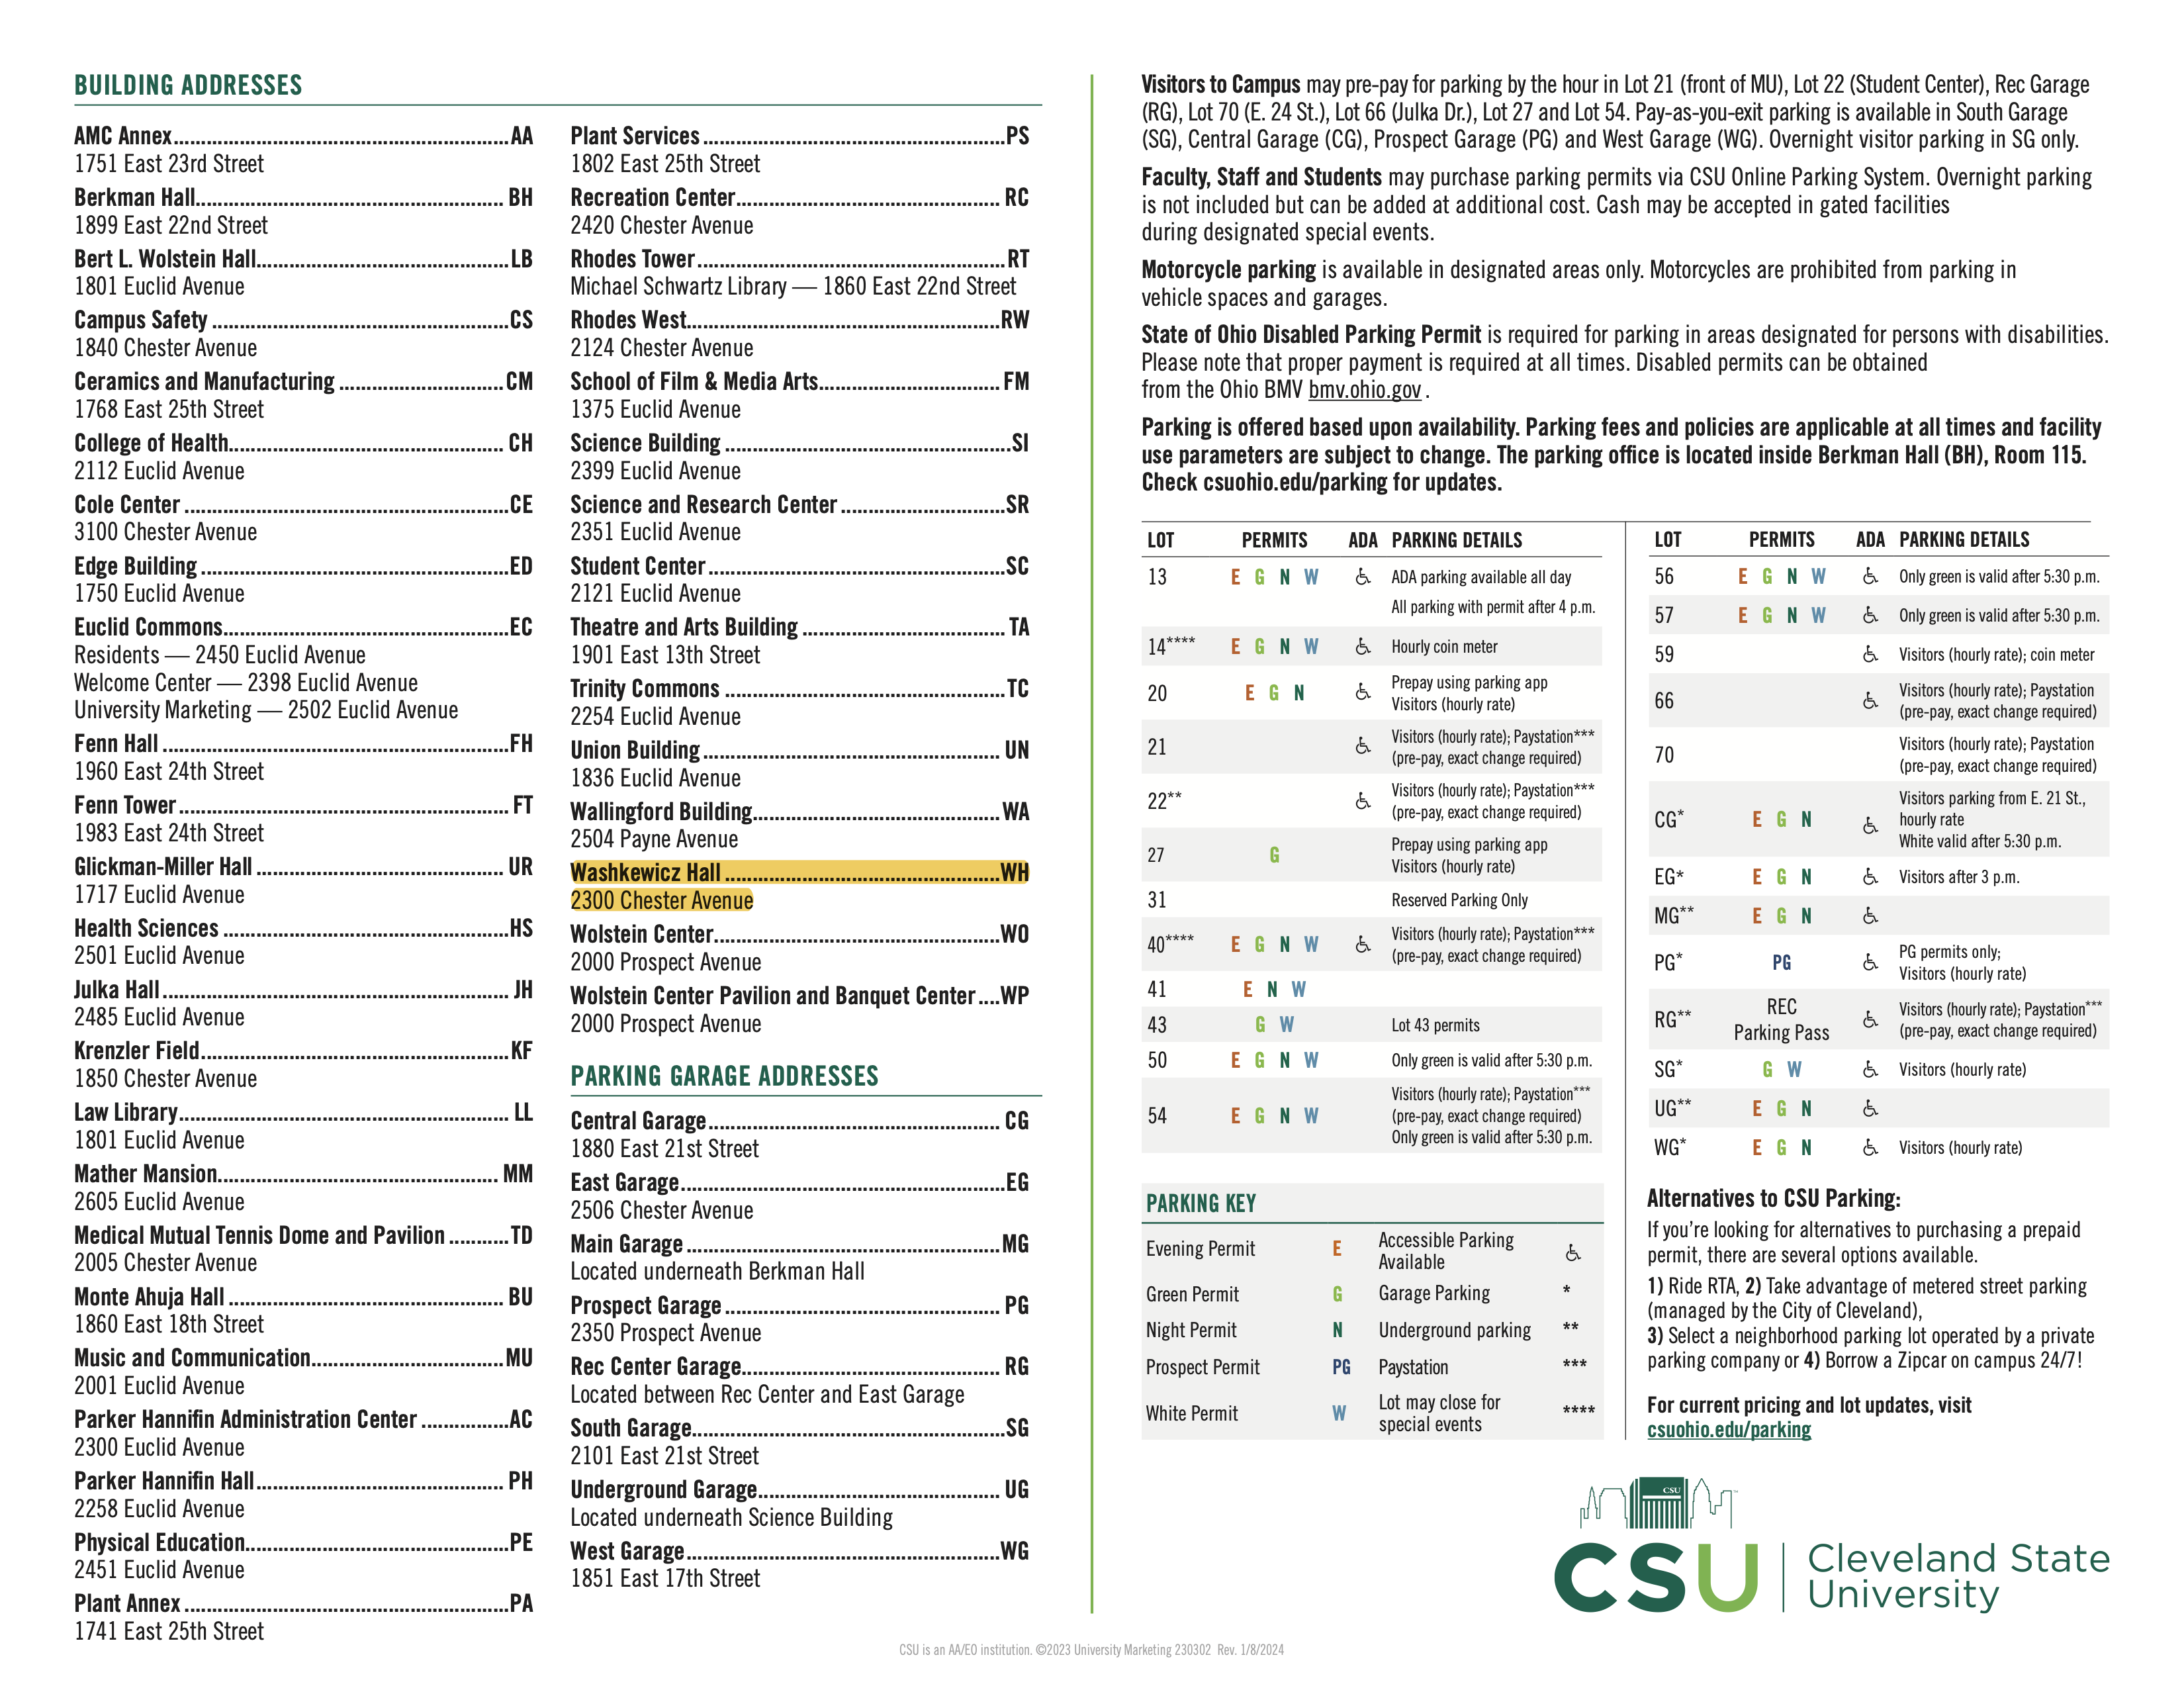 BUILDING ADDRESSES
AMC Annex AA
1751 East 23rd Street
Berkman Hall BH
1899 East 22nd Street
Bert L. Wolstein Hall LB
1801 Euclid Avenue
Campus Safety CS
1840 Chester Avenue
Ceramics and Manufacturing CM
1768 East 25th Street
College of Health CH
2112 Euclid Avenue
Cole Center CE
3100 Chester Avenue
Edge Building ED
1750 Euclid Avenue
Euclid Commons EC
Residents — 2450 Euclid Avenue
Welcome Center — 2398 Euclid Avenue
University Marketing — 2502 Euclid Avenue
Fenn Hall FH
1960 East 24th Street
Fenn Tower FT
1983 East 24th Street
Glickman-Miller Hall UR
1717 Euclid Avenue
Health Sciences HS
2501 Euclid Avenue
Julka Hall JH
2485 Euclid Avenue
Krenzler Field KF
1850 Chester Avenue
Law Library LL
1801 Euclid Avenue
Mather Mansion MM
2605 Euclid Avenue
Medical Mutual Tennis Dome and Pavilion TD
2005 Chester Avenue
Monte Ahuja Hall BU
1860 East 18th Street
Music and Communication MU
2001 Euclid Avenue
Parker Hannifin Administration Center AC
2300 Euclid Avenue
Parker Hannifin Hall PH
2258 Euclid Avenue
Physical Education PE
2451 Euclid Avenue
Plant Annex PA
1741 East 25th Street
Plant Services PS
1802 East 25th Street
Recreation Center RC
2420 Chester Avenue
Rhodes Tower RT
Michael Schwartz Library — 1860 East 22nd Street
Rhodes West RW
2124 Chester Avenue
School of Film & Media Arts FM
1375 Euclid Avenue
Science Building SI
2399 Euclid Avenue
Science and Research Center SR
2351 Euclid Avenue
Student Center SC
2121 Euclid Avenue
Theatre and Arts Building TA
1901 East 13th Street
Trinity Commons TC
2254 Euclid Avenue
Union Building UN
1836 Euclid Avenue
Wallingford Building WA
2504 Payne Avenue
Washkewicz Hall WH
2300 Chester Avenue
Wolstein Center WO
2000 Prospect Avenue
Wolstein Center Pavilion and Banquet Center WP
2000 Prospect Avenue
PARKING GARAGE ADDRESSES
Central Garage CG
1880 East 21st Street
East Garage EG
2506 Chester Avenue
Main Garage MG
Located underneath Berkman Hall
Prospect Garage PG
2350 Prospect Avenue
Rec Center Garage RG
Located between Rec Center and East Garage
South Garage SG
2101 East 21st Street
Underground Garage UG
Located underneath Science Building
West Garage WG
1851 East 17th Street
Visitors to Campus may pre-pay for parking by the hour in Lot 21 (front of MU), Lot 22 (Student Center), Rec Garage
(RG), Lot 70 (E. 24 St.), Lot 66 (Julka Dr.), Lot 27 and Lot 54. Pay-as-you-exit parking is available in South Garage
(SG), Central Garage (CG), Prospect Garage (PG) and West Garage (WG). Overnight visitor parking in SG only.
Faculty, Staff and Students may purchase parking permits via CSU Online Parking System. Overnight parking
is not included but can be added at additional cost. Cash may be accepted in gated facilities
during designated special events.
Motorcycle parking is available in designated areas only. Motorcycles are prohibited from parking in
vehicle spaces and garages.
State of Ohio Disabled Parking Permit is required for parking in areas designated for persons with disabilities.
Please note that proper payment is required at all times. Disabled permits can be obtained
from the Ohio BMV bmv.ohio.gov .
Parking is offered based upon availability. Parking fees and policies are applicable at all times and facility
use parameters are subject to change. The parking office is located inside Berkman Hall (BH), Room 115.
Check csuohio.edu/parking for updates.
LOT PERMITS ADA PARKING DETAILS
13 E G N W ADA parking available all day
All parking with permit after 4 p.m.
14**** E G N W Hourly coin meter
20 E G N Prepay using parking app
Visitors (hourly rate)
21 Visitors (hourly rate); Paystation***
(pre-pay, exact change required)
22** Visitors (hourly rate); Paystation***
(pre-pay, exact change required)
27 G Prepay using parking app
Visitors (hourly rate)
31 Reserved Parking Only
40**** E G N W Visitors (hourly rate); Paystation***
(pre-pay, exact change required)
41 E N W
43 G W Lot 43 permits
50 E G N W Only green is valid after 5:30 p.m.
54 E G N W Visitors (hourly rate); Paystation***
(pre-pay, exact change required)
Only green is valid after 5:30 p.m.
LOT PERMITS ADA PARKING DETAILS
56 E G N W Only green is valid after 5:30 p.m.
57 E G N W Only green is valid after 5:30 p.m.
59 Visitors (hourly rate); coin meter
66 Visitors (hourly rate); Paystation
(pre-pay, exact change required)
70 Visitors (hourly rate); Paystation
(pre-pay, exact change required)
CG* E G N Visitors parking from E. 21 St.,
hourly rate
White valid after 5:30 p.m.
EG* E G N Visitors after 3 p.m.
MG** E G N
PG* PG PG permits only;
Visitors (hourly rate)
RG** REC Parking Pass Visitors (hourly rate); Paystation***
(pre-pay, exact change required)
SG* G W Visitors (hourly rate)
UG** E G N
WG* E G N Visitors (hourly rate)
PARKING KEY
Evening Permit E Accessible Parking
Available
Green Permit G Garage Parking *
Night Permit N Underground parking **
Prospect Permit PG Paystation ***
White Permit W Lot may close for
special events ****
Alternatives to CSU Parking:
If you’re looking for alternatives to purchasing a prepaid
permit, there are several options available.
1) Ride RTA, 2) Take advantage of metered street parking
(managed by the City of Cleveland),
3) Select a neighborhood parking lot operated by a private
parking company or 4) Borrow a Zipcar on campus 24/7!
For current pricing and lot updates, visit
csuohio.edu/parking
CSU
CSU Cleveland State
University
CSU is an AA/EO institution. ©2023 University Marketing 230302 Rev. 1/8/2024